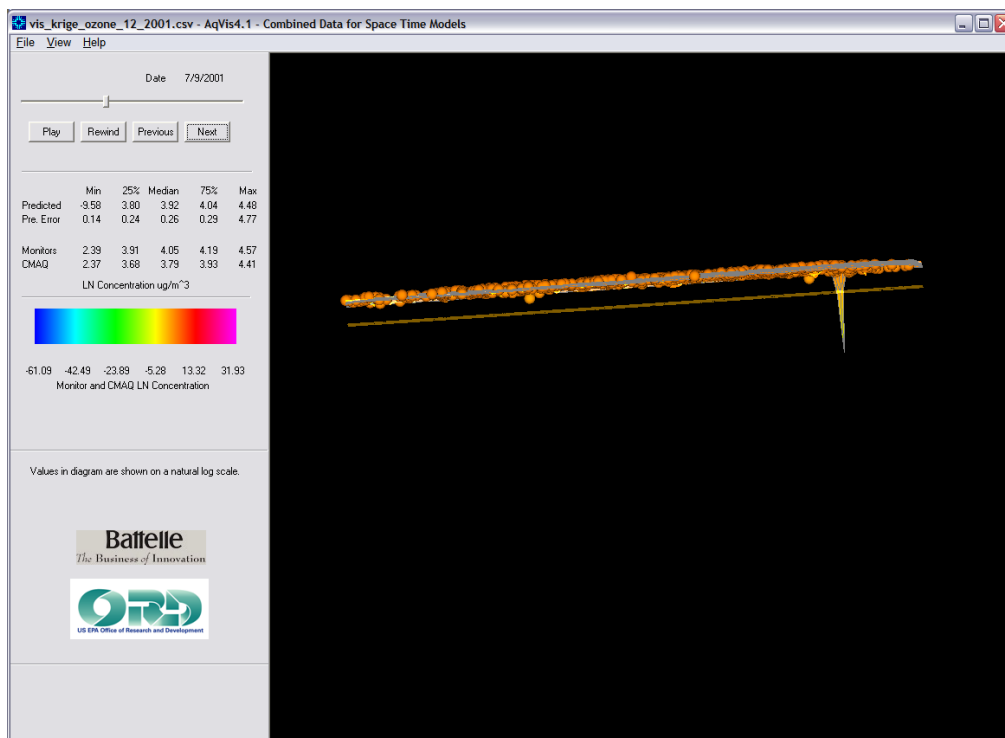 vis_krige_ozone_12_2001.csv - AqVis4.1 - Combined Data for Space Time Models
File View Help
Date 7/9/2001
Play Rewind Previous Next
Min 25% Median 75% Max
Predicted -9.58 3.80 3.92 4.04 4.48
Pre. Error 0.14 0.24 0.26 0.29 4.77
Monitors 2.39 3.91 4.05 4.19 4.57
CMAQ 2.37 3.68 3.79 3.93 4.41
LN Concentration ug/m^3
-61.09 -42.49 -23.89 -5.28 13.32 31.93
Monitor and CMAQ LN Concentration
Values in diagram are shown on a natural log scale.
Battelle
The Business of Innovation
ORD
US EPA Office of Research and Development